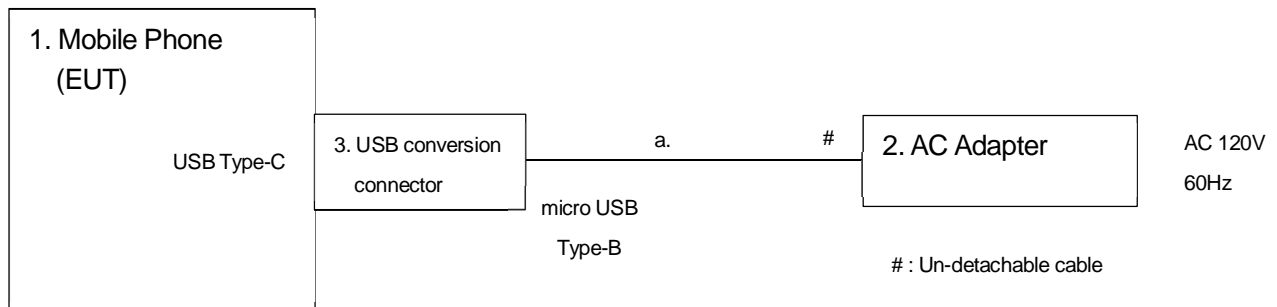 1. Mobile Phone
(EUT)
USB Type-C
3. USB conversion
connector
a.
#
micro USB
Type-B
2. AC Adapter
AC 120V
60Hz
# : Un-detachable cable